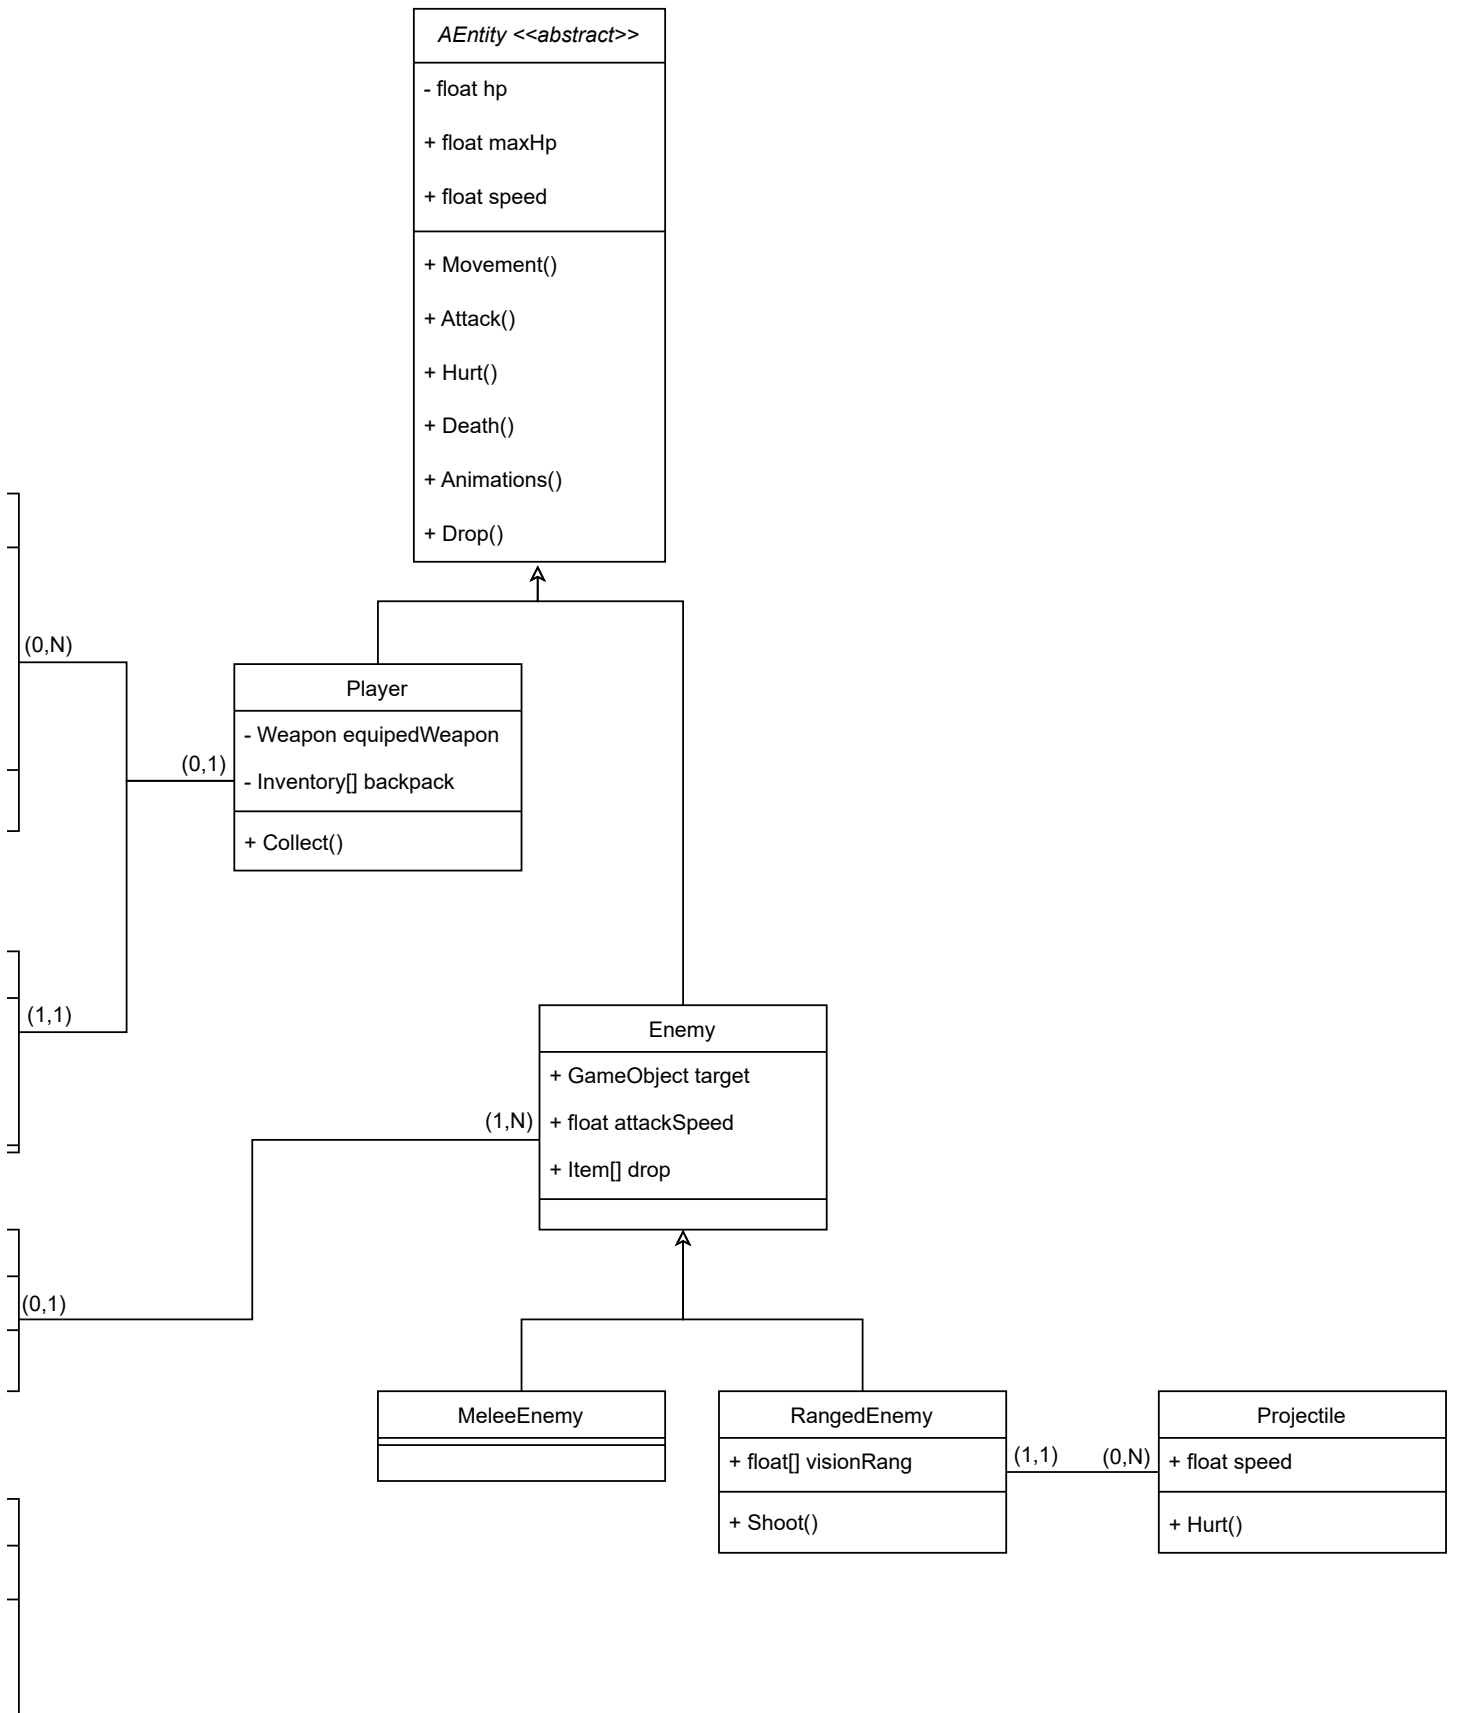 AEntity <<abstract>>
- float hp
+ float maxHp
+ float speed
+ Movement()
+ Attack()
+ Hurt()
+ Death()
+ Animations()
+ Drop()
(0,N)
Player
- Weapon equipedWeapon
(0,1)
- Inventory[] backpack
+ Collect()
(1,1)
Enemy
+ GameObject target
(1,N)
+ float attackSpeed
+ Item[] drop
(0,1)
MeleeEnemy
RangedEnemy
+ float[] visionRang
+ Shoot()
(1,1)
(0,N)
Projectile
+ float speed
+ Hurt()